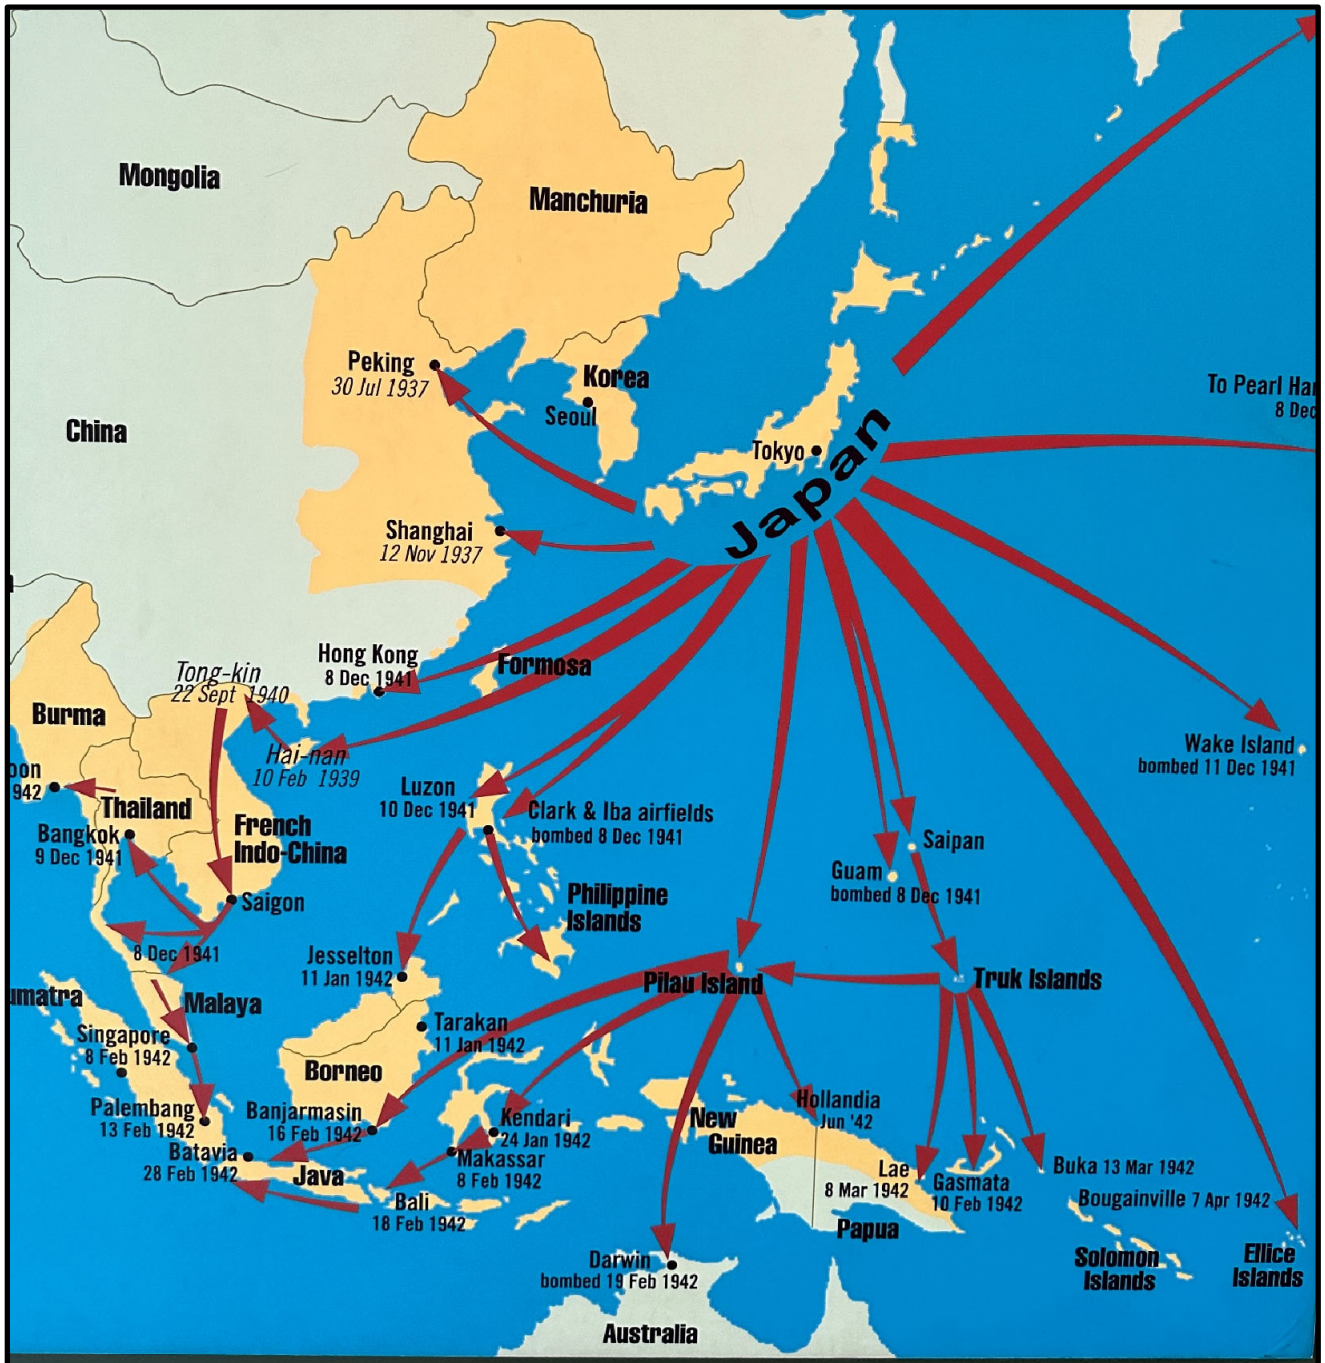 Mongolia
Manchuria
Peking
30 Jul 1937
Korea
Seoul
To Pearl Har
8 Dec
China
Tokyo
Japan
Shanghai
12 Nov 1937
Hong Kong
8 Dec 1941
Formosa
Tong-kin
22 Sept 1940
Burma
Hai-nan
10 Feb 1939
Wake Island
bombed 11 Dec 1941
oon
942
Thailand
Luzon
10 Dec 1941
Clark & Iba airfields
bombed 8 Dec 1941
Bangkok
9 Dec 1941
French
Indo-China
Saipan
Guam
bombed 8 Dec 1941
Saigon
Philippine
Islands
8 Dec 1941
Jesselton
11 Jan 1942
Pilau Island
Truk Islands
umatra
Malaya
Singapore
8 Feb 1942
Tarakan
11 Jan 1942
Borneo
Palembang
13 Feb 1942
Banjarmasin
16 Feb 1942
Kendari
24 Jan 1942
Hollandia
Jun '42
New
Guinea
Batavia
28 Feb 1942
Java
Makassar
8 Feb 1942
Lae
8 Mar 1942
Gasmata
10 Feb 1942
Buka 13 Mar 1942
Bougainville 7 Apr 1942
Bali
18 Feb 1942
Papua
Darwin
bombed 19 Feb 1942
Solomon
Islands
Ellice
Islands
Australia